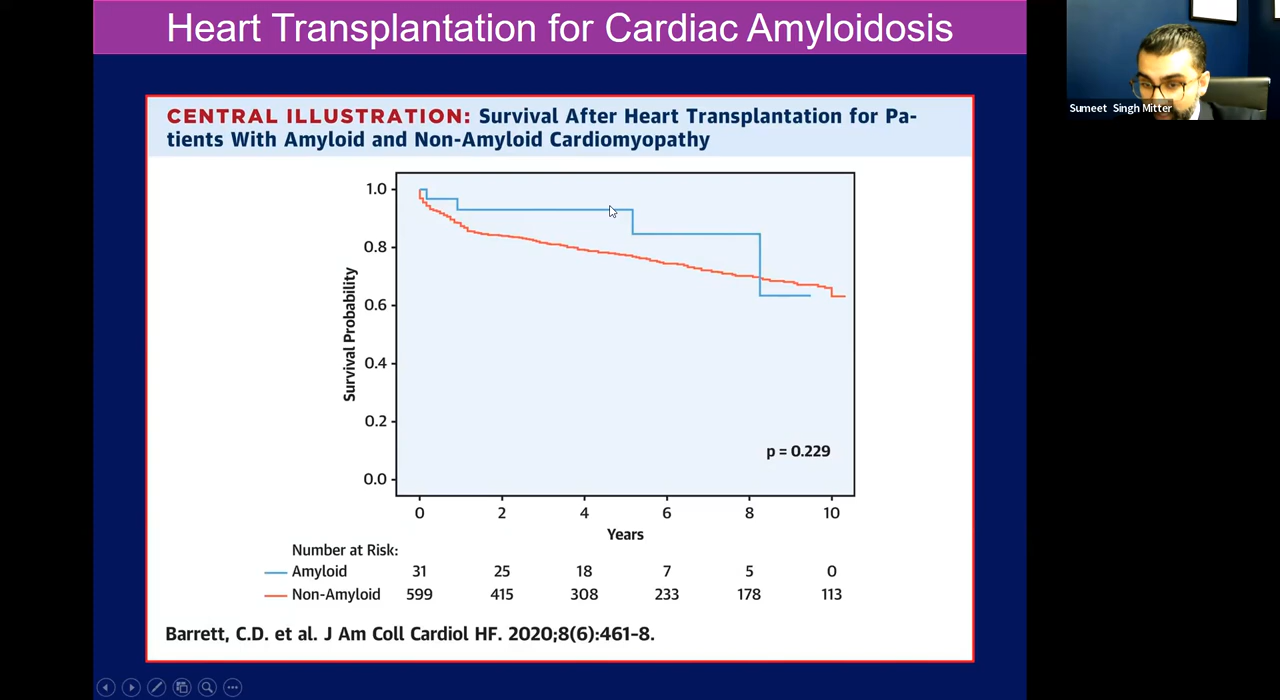 Heart Transplantation for Cardiac Amyloidosis
CENTRAL ILLUSTRATION: Survival After Heart Transplantation for Pa-
tients With Amyloid and Non-Amyloid Cardiomyopathy
1.0
0.8
0.6
0.4
0.2
0.0
Survival Probability
p = 0.229
0 2 4 6 8 10
Years
Number at Risk:
Amyloid 31 25 18 7 5 0
Non-Amyloid 599 415 308 233 178 113
Barrett, C.D. et al. J Am Coll Cardiol HF. 2020;8(6):461-8.
Sumeet Singh Mitter